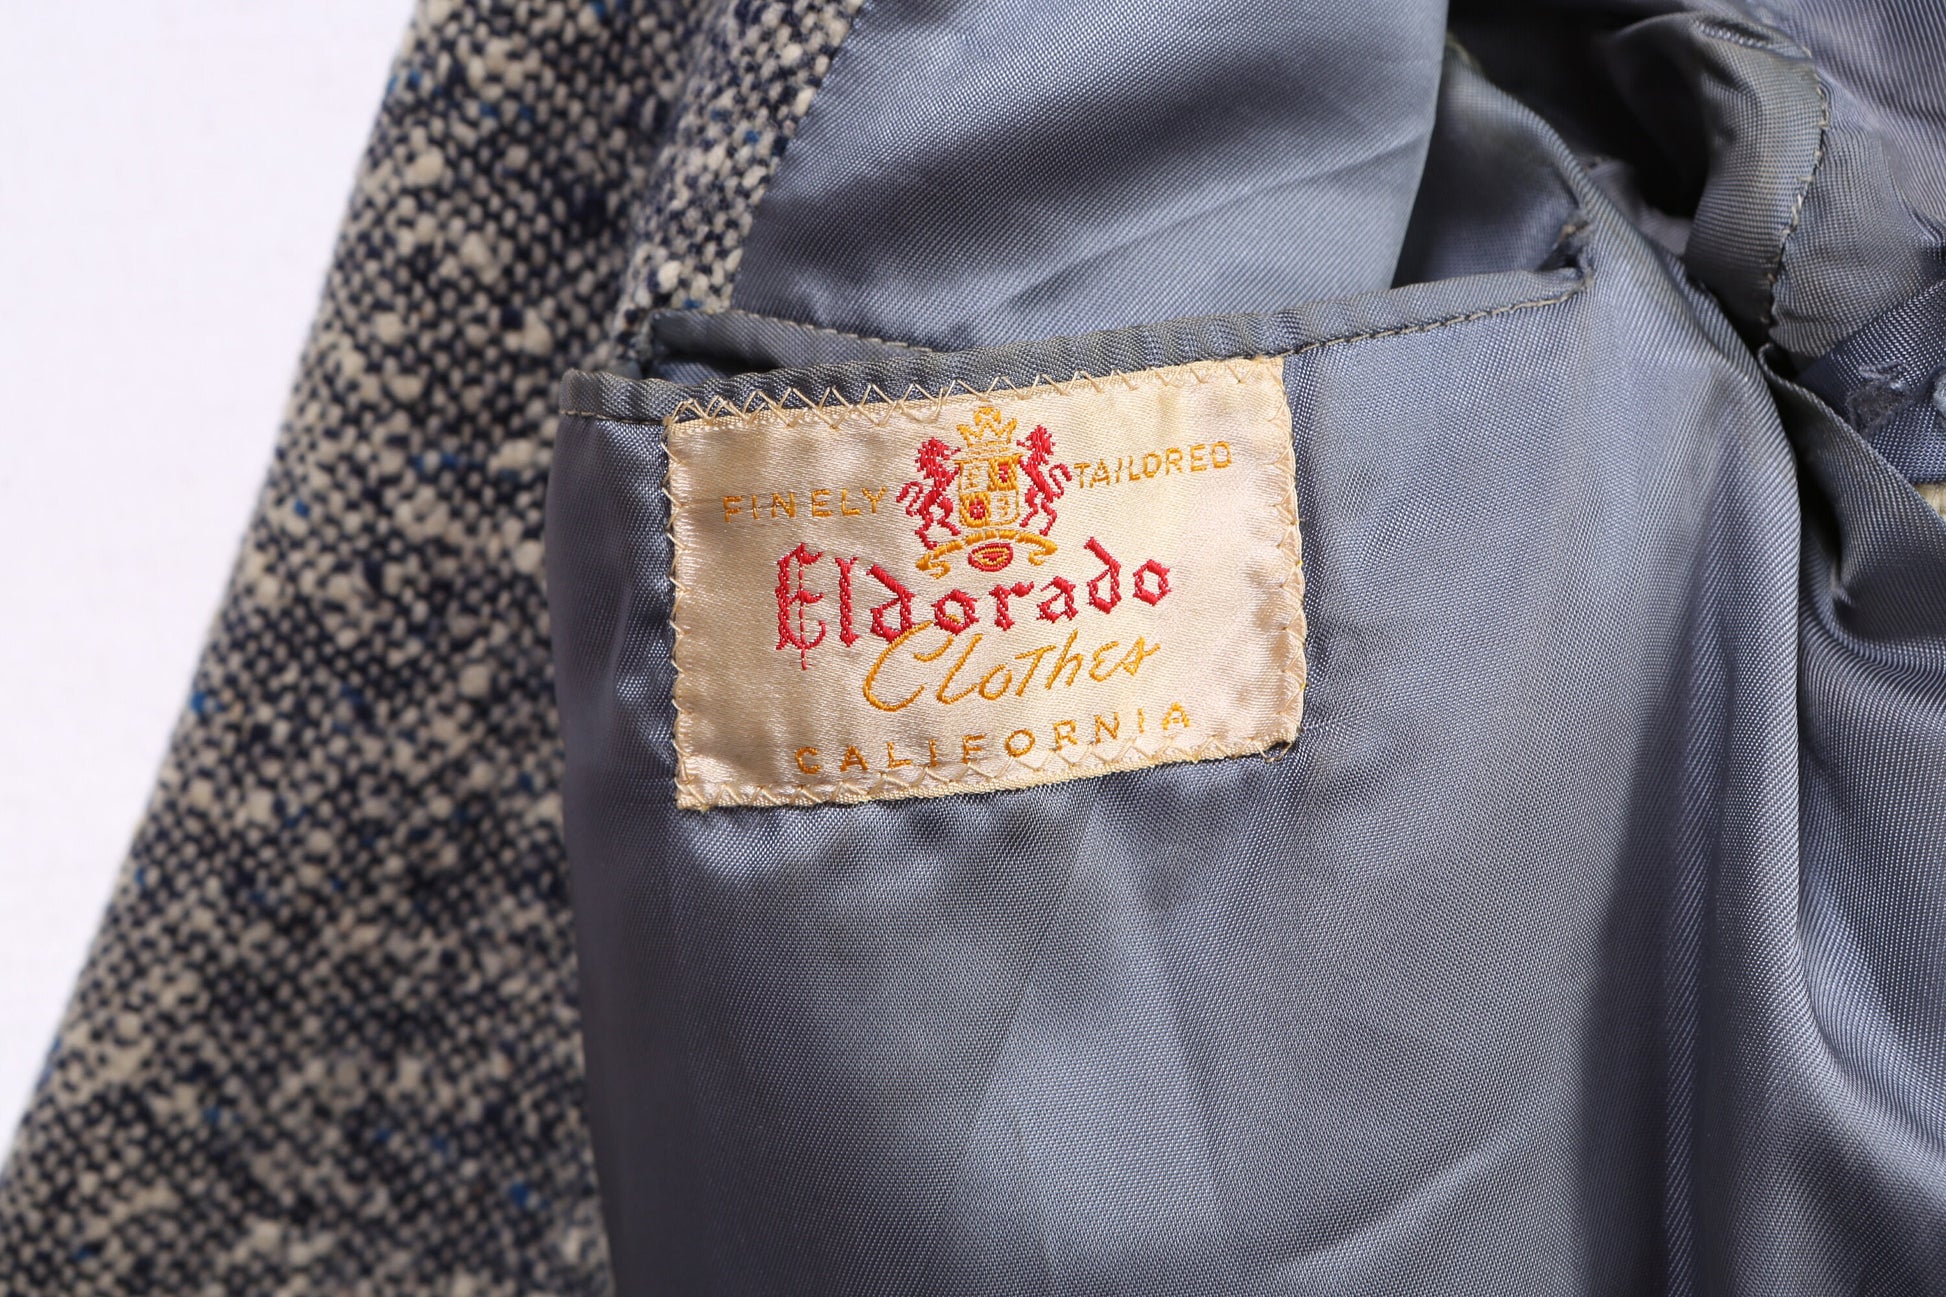 FINELY TAILORED
Eldorado
Clothes
CALIFORNIA